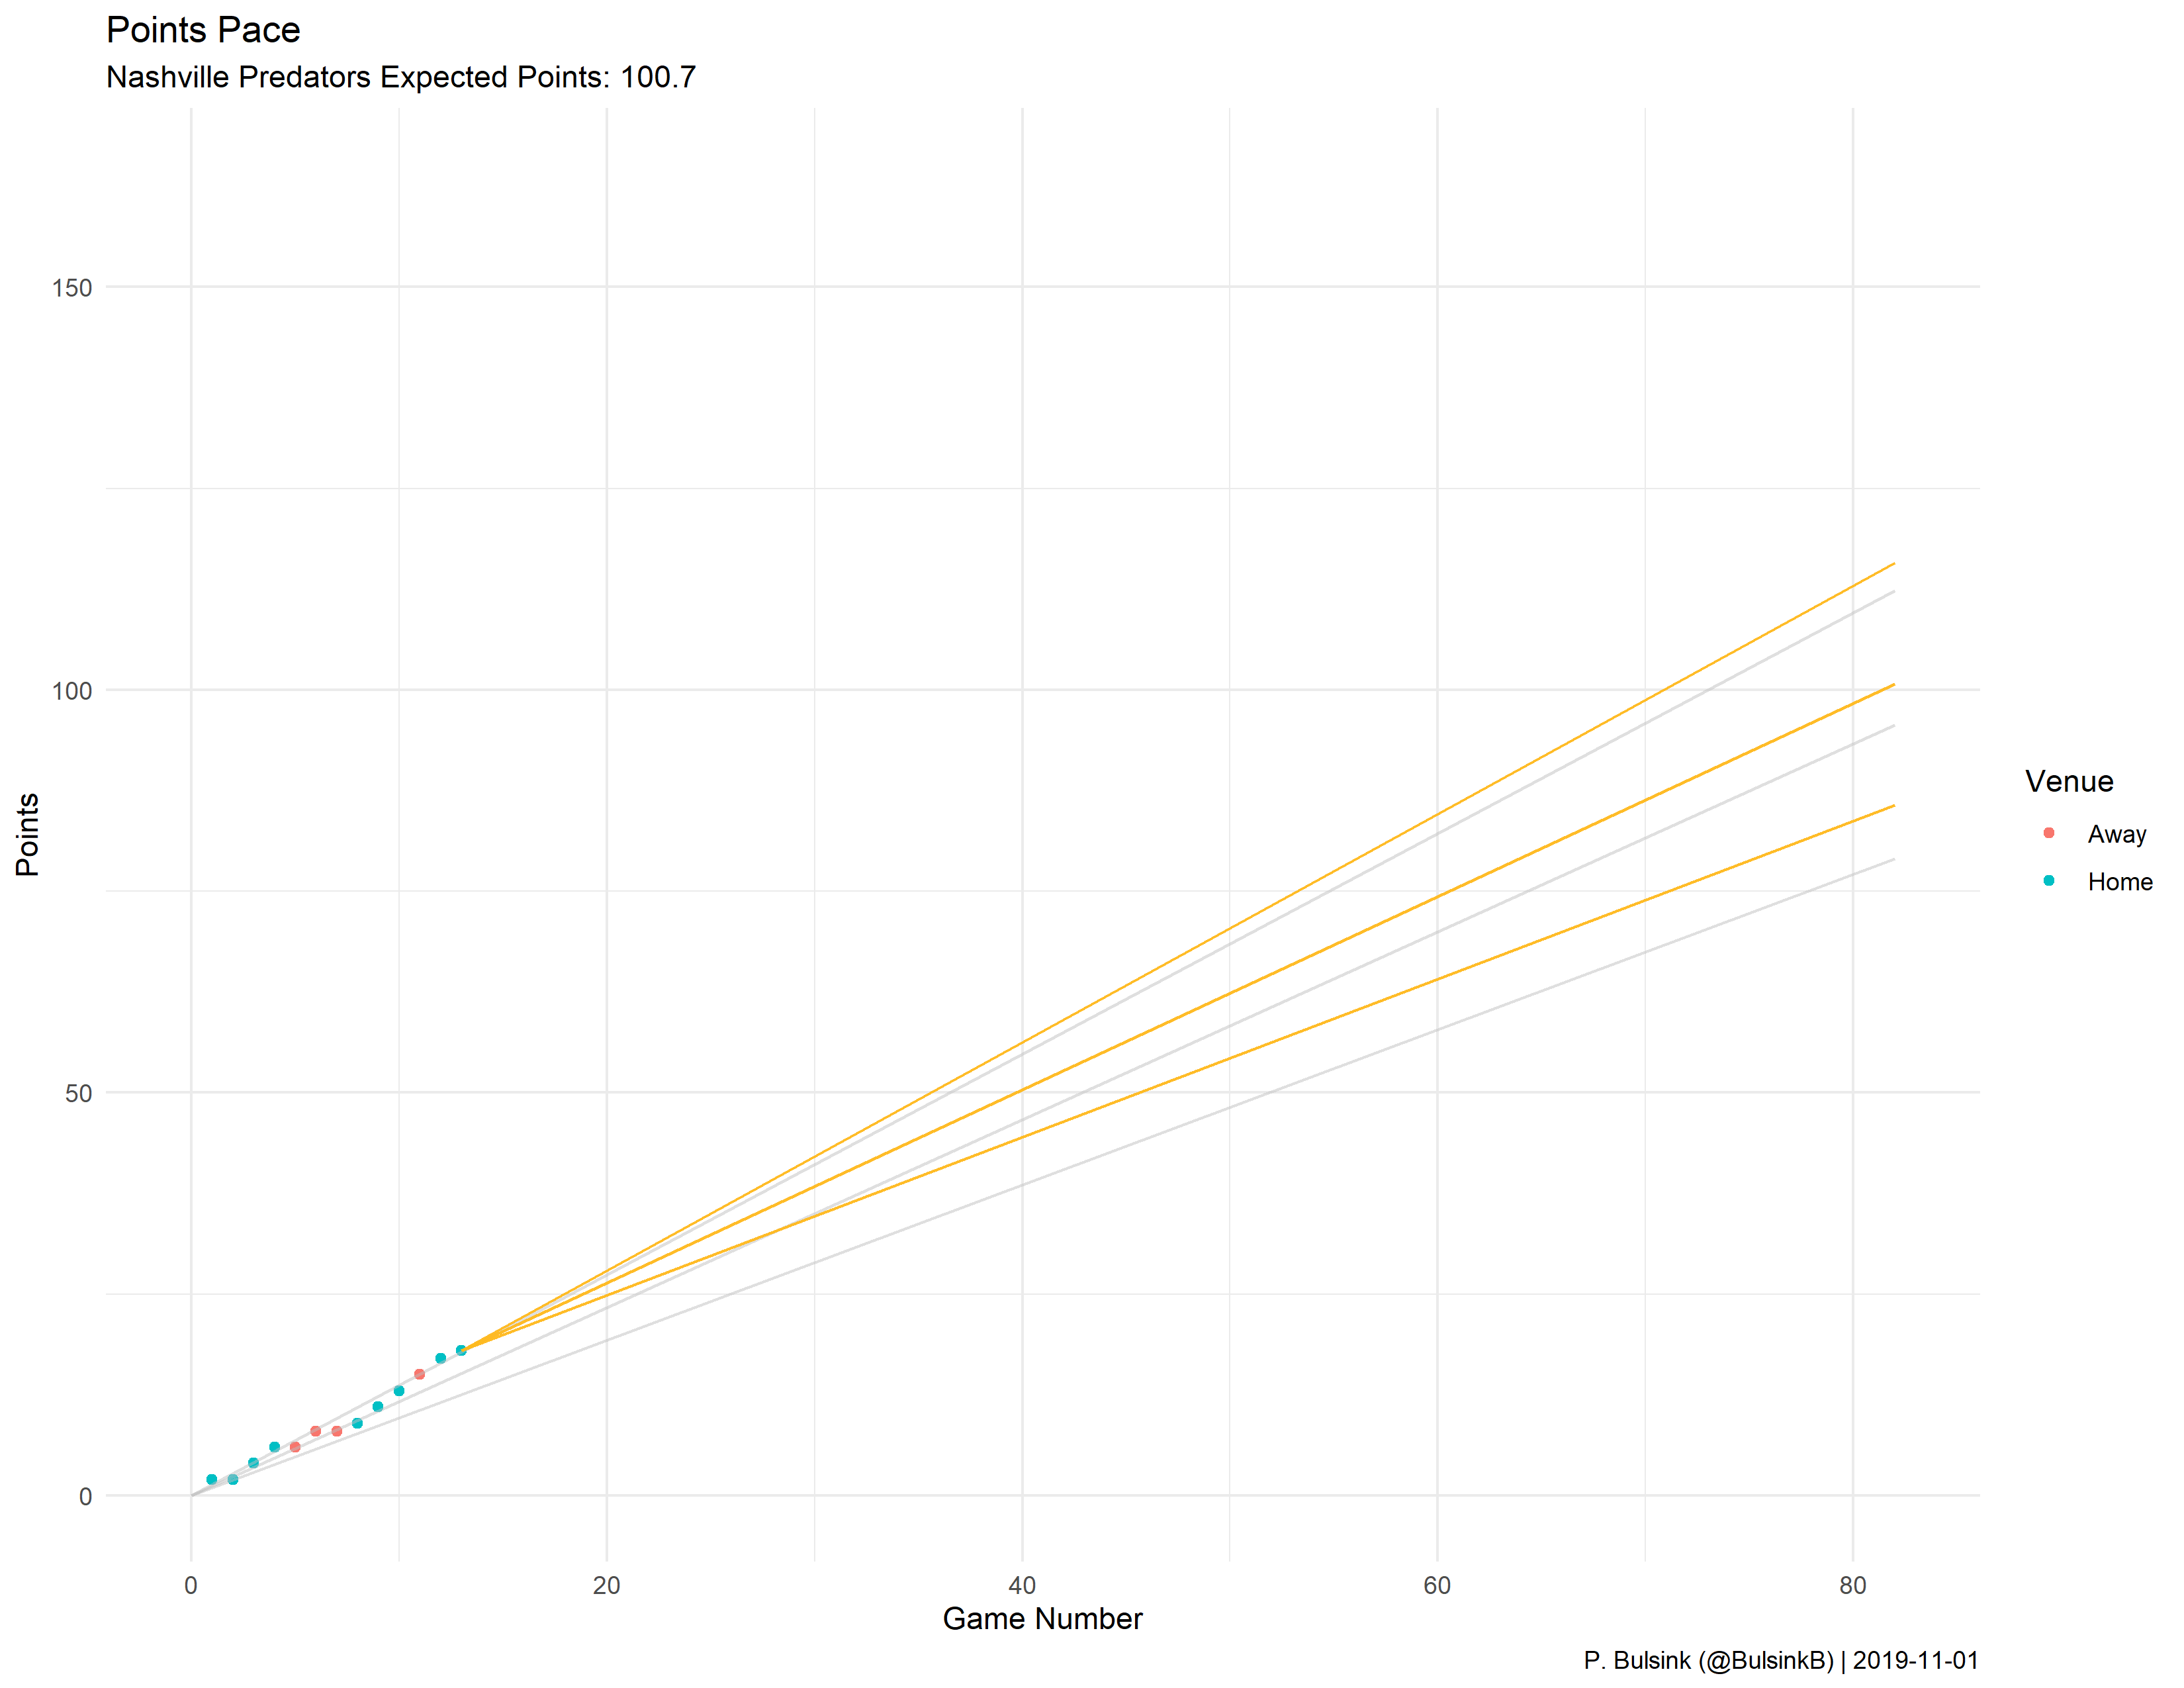 Points Pace
Nashville Predators Expected Points: 100.7
150
100
50
0
Points
0 20 40 60 80
Game Number
Venue
Away
Home
P. Bulsink (@BulsinkB) | 2019-11-01